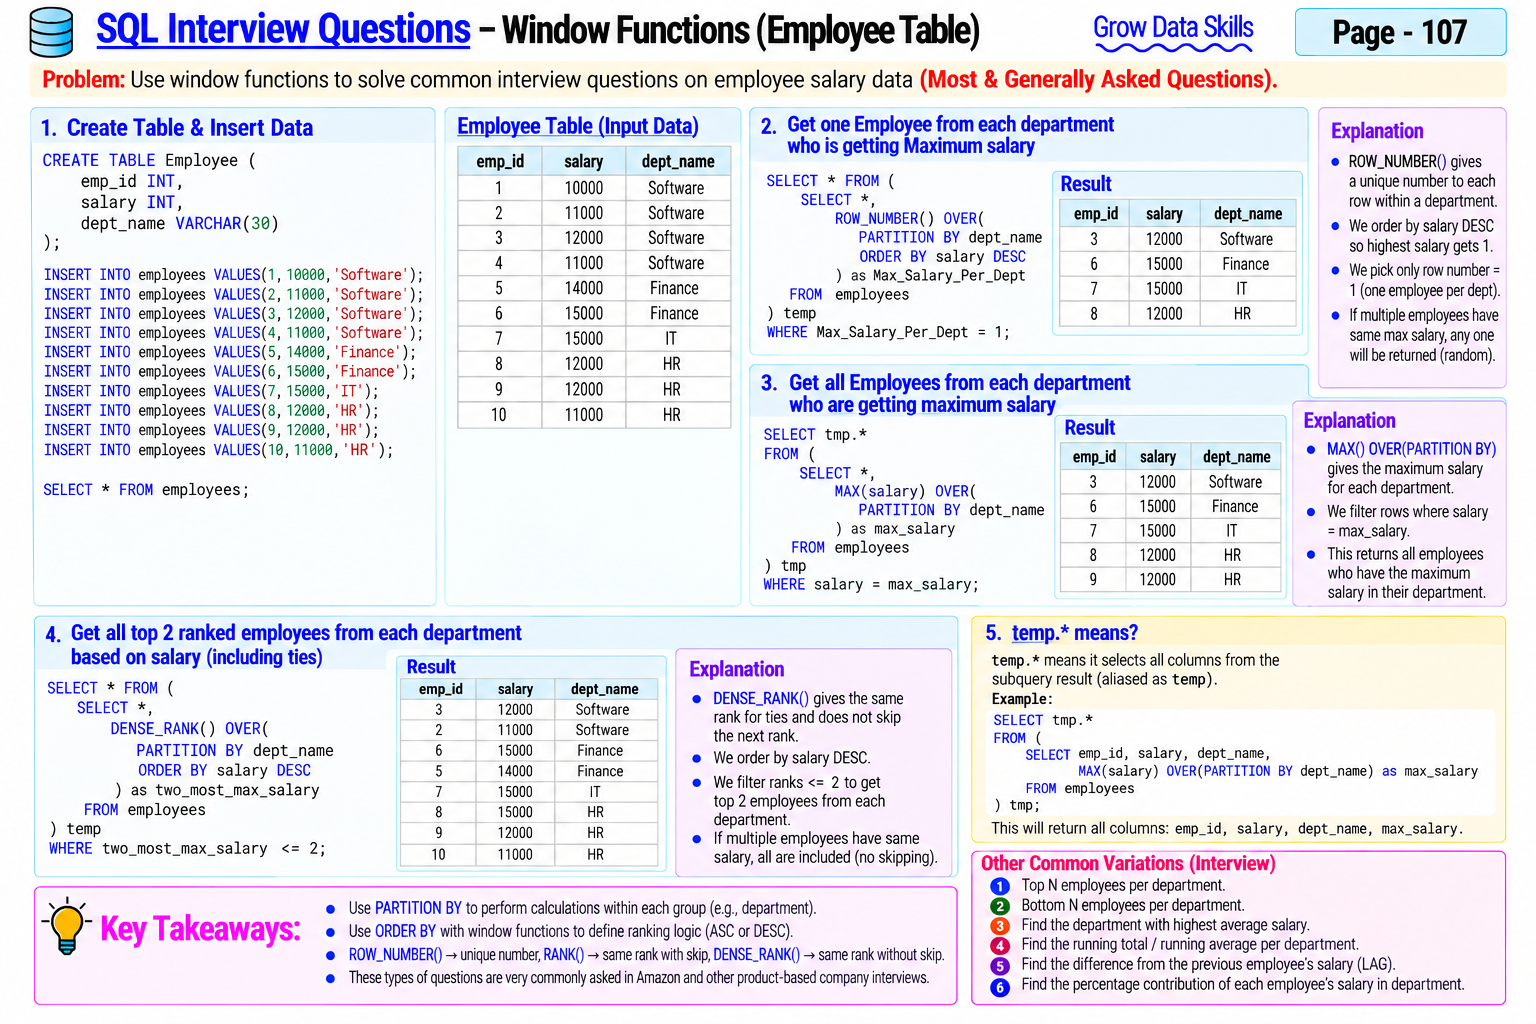 SQL Interview Questions – Window Functions (Employee Table)
Grow Data Skills
Page - 107
Problem: Use window functions to solve common interview questions on employee salary data (Most & Generally Asked Questions).
1. Create Table & Insert Data
CREATE TABLE Employee (
emp_id INT,
salary INT,
dept_name VARCHAR(30)
);
INSERT INTO employees VALUES(1,10000,'Software');
INSERT INTO employees VALUES(2,11000,'Software');
INSERT INTO employees VALUES(3,12000,'Software');
INSERT INTO employees VALUES(4,11000,'Software');
INSERT INTO employees VALUES(5,14000,'Finance');
INSERT INTO employees VALUES(6,15000,'Finance');
INSERT INTO employees VALUES(7,15000,'IT');
INSERT INTO employees VALUES(8,12000,'HR');
INSERT INTO employees VALUES(9,12000,'HR');
INSERT INTO employees VALUES(10,11000,'HR');
SELECT * FROM employees;
Employee Table (Input Data)
emp_id salary dept_name
1 10000 Software
2 11000 Software
3 12000 Software
4 11000 Software
5 14000 Finance
6 15000 Finance
7 15000 IT
8 12000 HR
9 12000 HR
10 11000 HR
2. Get one Employee from each department
who is getting Maximum salary
SELECT * FROM (
SELECT *,
ROW_NUMBER() OVER(
PARTITION BY dept_name
ORDER BY salary DESC
) as Max_Salary_Per_Dept
FROM employees
) temp
WHERE Max_Salary_Per_Dept = 1;
Result
emp_id salary dept_name
3 12000 Software
6 15000 Finance
7 15000 IT
8 12000 HR
Explanation
• ROW_NUMBER() gives
a unique number to each
row within a department.
• We order by salary DESC
so highest salary gets 1.
• We pick only row number =
1 (one employee per dept).
• If multiple employees have
same max salary, any one
will be returned (random).
3. Get all Employees from each department
who are getting maximum salary
SELECT tmp.*
FROM (
SELECT *,
MAX(salary) OVER(
PARTITION BY dept_name
) as max_salary
FROM employees
) tmp
WHERE salary = max_salary;
Result
emp_id salary dept_name
3 12000 Software
6 15000 Finance
7 15000 IT
8 12000 HR
9 12000 HR
Explanation
• MAX() OVER(PARTITION BY)
gives the maximum salary
for each department.
• We filter rows where salary
= max_salary.
• This returns all employees
who have the maximum
salary in their department.
4. Get all top 2 ranked employees from each department
based on salary (including ties)
SELECT * FROM (
SELECT *,
DENSE_RANK() OVER(
PARTITION BY dept_name
ORDER BY salary DESC
) as two_most_max_salary
FROM employees
) temp
WHERE two_most_max_salary <= 2;
Result
emp_id salary dept_name
3 12000 Software
2 11000 Software
6 15000 Finance
5 14000 Finance
7 15000 IT
8 15000 HR
9 12000 HR
10 11000 HR
Explanation
• DENSE_RANK() gives the same
rank for ties and does not skip
the next rank.
• We order by salary DESC.
• We filter ranks <= 2 to get
top 2 employees from each
department.
• If multiple employees have same
salary, all are included (no skipping).
5. temp.* means?
temp.* means it selects all columns from the
subquery result (aliased as temp).
Example:
SELECT tmp.*
FROM (
SELECT emp_id, salary, dept_name,
MAX(salary) OVER(PARTITION BY dept_name) as max_salary
FROM employees
) tmp;
This will return all columns: emp_id, salary, dept_name, max_salary.
Key Takeaways:
• Use PARTITION BY to perform calculations within each group (e.g., department).
• Use ORDER BY with window functions to define ranking logic (ASC or DESC).
• ROW_NUMBER() → unique number, RANK() → same rank with skip, DENSE_RANK() → same rank without skip.
• These types of questions are very commonly asked in Amazon and other product-based company interviews.
Other Common Variations (Interview)
1 Top N employees per department.
2 Bottom N employees per department.
3 Find the department with highest average salary.
4 Find the running total / running average per department.
5 Find the difference from the previous employee's salary (LAG).
6 Find the percentage contribution of each employee's salary in department.